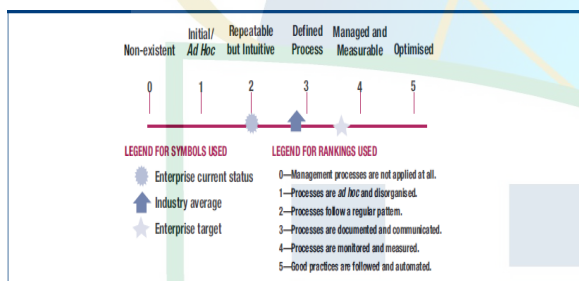 Non-existent
Initial/
Ad Hoc
Repeatable
but Intuitive
Defined
Process
Managed and
Measurable
Optimised
0 1 2 3 4 5
LEGEND FOR SYMBOLS USED
Enterprise current status
Industry average
Enterprise target
LEGEND FOR RANKINGS USED
0—Management processes are not applied at all.
1—Processes are ad hoc and disorganised.
2—Processes follow a regular pattern.
3—Processes are documented and communicated.
4—Processes are monitored and measured.
5—Good practices are followed and automated.